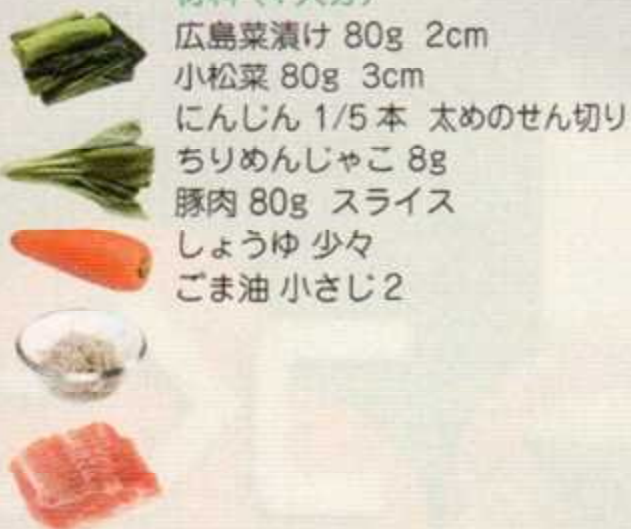 広島菜漬け 80g 2cm
小松菜 80g 3cm
にんじん 1/5本 太めのせん切り
ちりめんじゃこ 8g
豚肉 80g スライス
しょうゆ 少々
ごま油 小さじ2